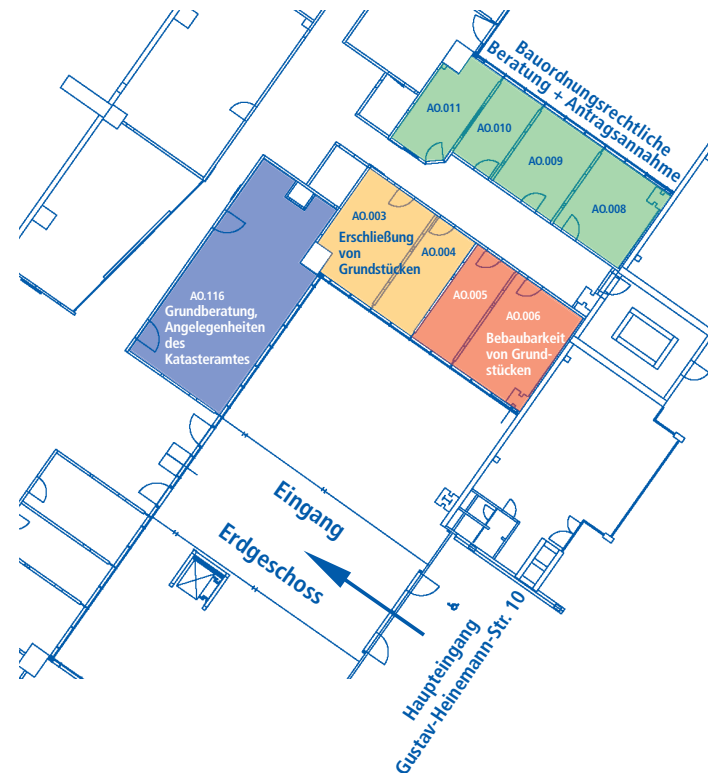 Bauordnungsrechtliche
Beratung + Antragsannahme
AO.011
AO.010
AO.009
AO.008
AO.003
Erschließung
von
Grundstücken
AO.004
AO.005
AO.006
Bebaubarkeit
von Grund-
stücken
AO.116
Grundberatung,
Angelegenheiten
des
Katasteramtes
Eingang
Erdgeschoss
Haupteingang
Gustav-Heinemann-Str. 10